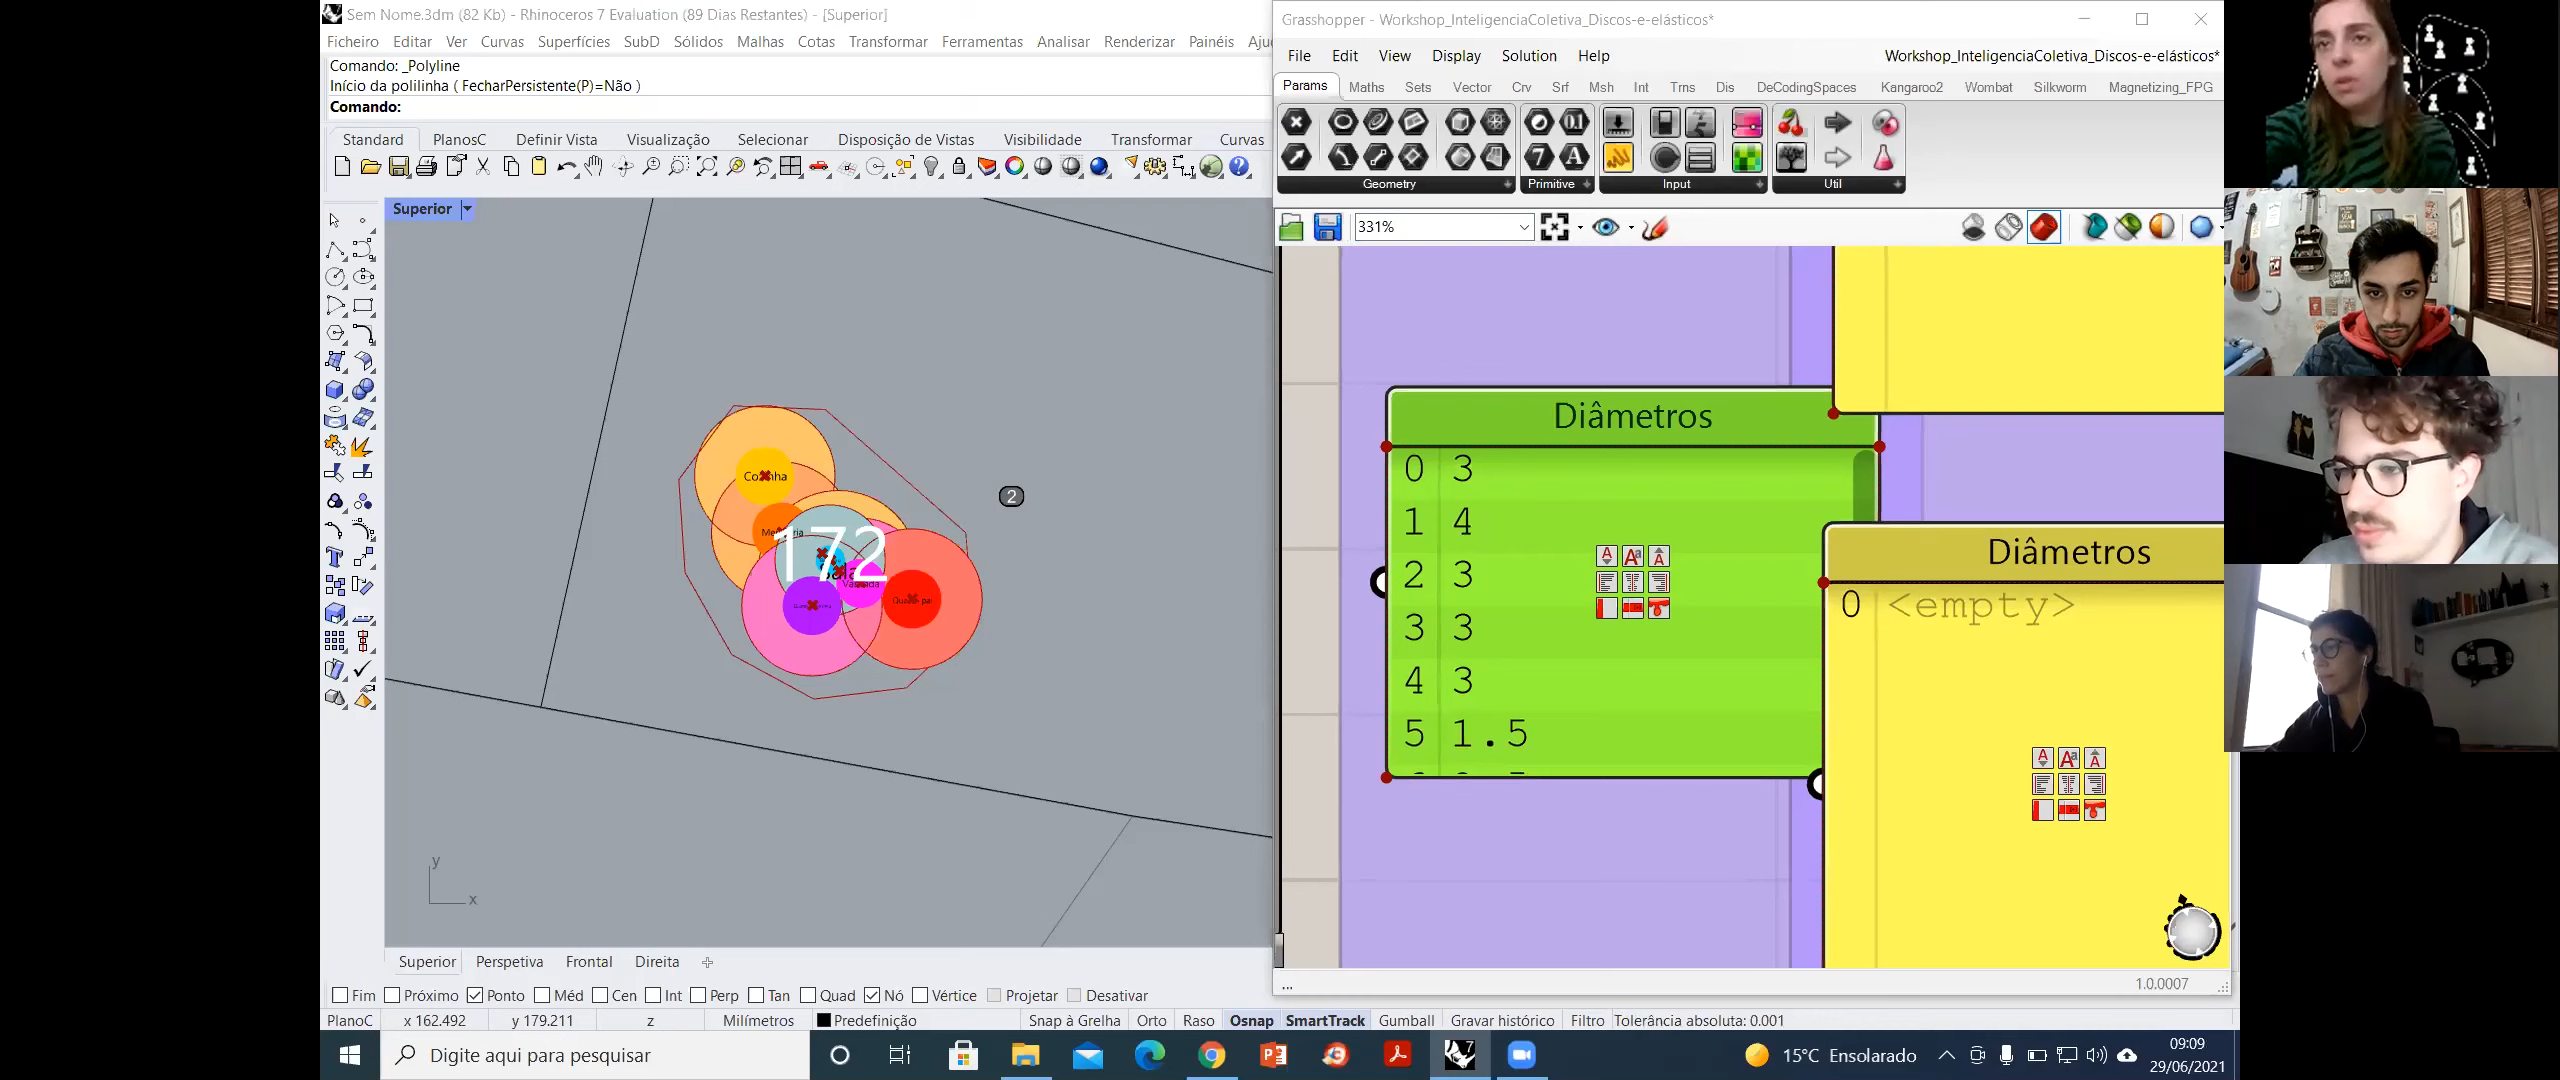 Sem Nome.3dm (82 Kb) - Rhinoceros 7 Evaluation (89 Dias Restantes) - [Superior]
Ficheiro Editar Ver Curvas Superfícies SubD Sólidos Malhas Cotas Transformar Ferramentas Analisar Renderizar Painéis Aju
Comando: _Polyline
Início da polilinha ( FecharPersistente(P)=Não )
Comando:
Standard PlanosC Definir Vista Visualização Selecionar Disposição de Vistas Visibilidade Transformar Curvas
Superior
2
172
y
x
Superior Perspetiva Frontal Direita
Fim Próximo Ponto Méd Cen Int Perp Tan Quad Nó Vértice Projetar Desativar
PlanoC x 162.492 y 179.211 z Milímetros Predefinição Snap à Grelha Orto Raso Osnap SmartTrack Gumball Gravar histórico Filtro Tolerância absoluta: 0.001
Grasshopper - Workshop_InteligenciaColetiva_Discos-e-elásticos*
File Edit View Display Solution Help
Workshop_InteligenciaColetiva_Discos-e-elásticos*
Params Maths Sets Vector Crv Srf Msh Int Trns Dis DeCodingSpaces Kangaroo2 Wombat Silkworm Magnetizing_FPG
Geometry Primitive Input Util
331%
Diâmetros
0 3
1 4
2 3
3 3
4 3
5 1.5
Diâmetros
0 <empty>
...
1.0.0007
Digite aqui para pesquisar
15°C Ensolarado
09:09
29/06/2021